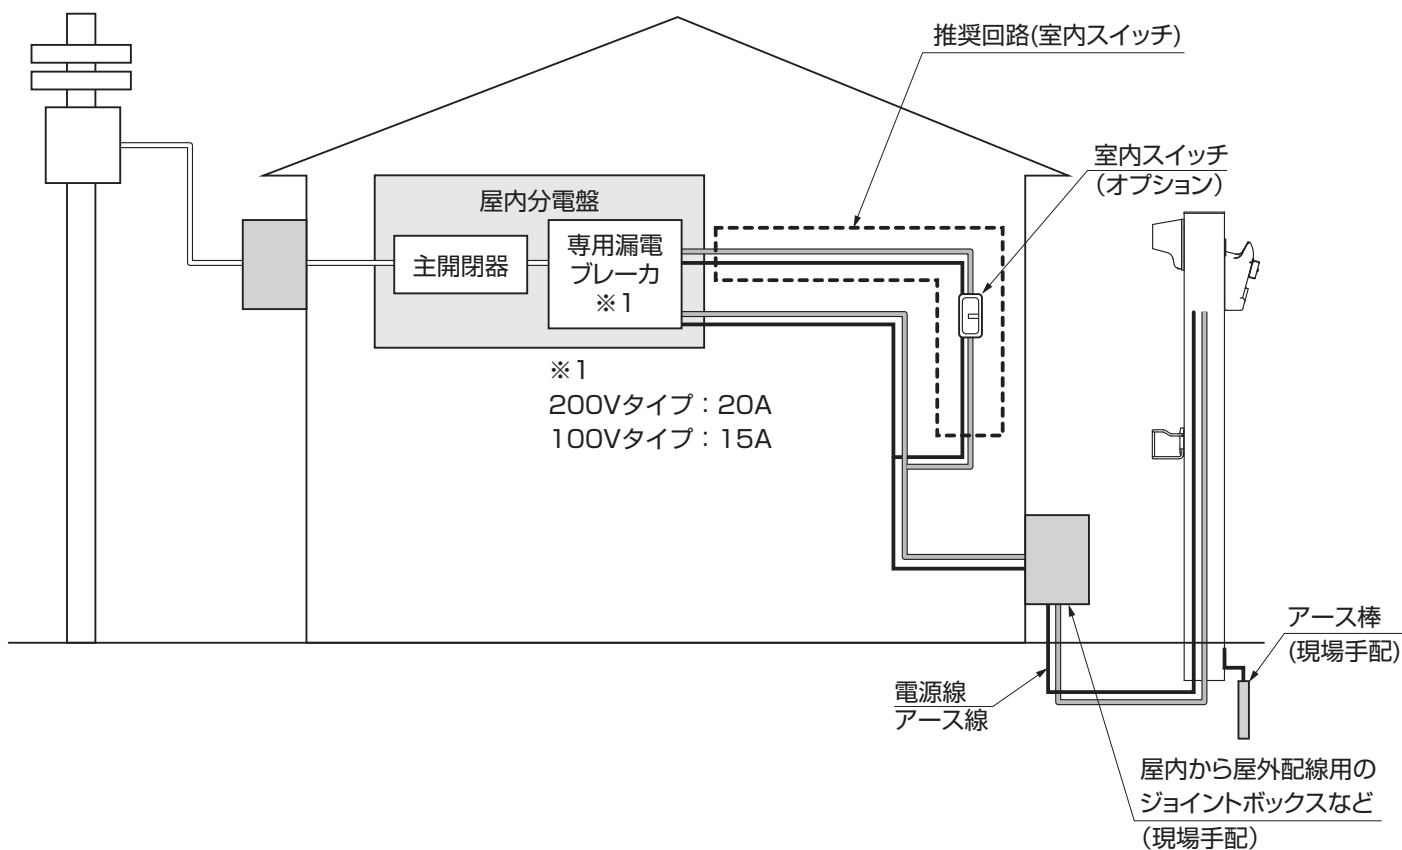 推奨回路(室内スイッチ)
室内スイッチ
(オプション)
屋内分電盤
主開閉器
専用漏電
ブレーカ
※1
※1
200Vタイプ：20A
100Vタイプ：15A
アース棒
(現場手配)
電源線
アース線
屋内から屋外配線用の
ジョイントボックスなど
(現場手配)